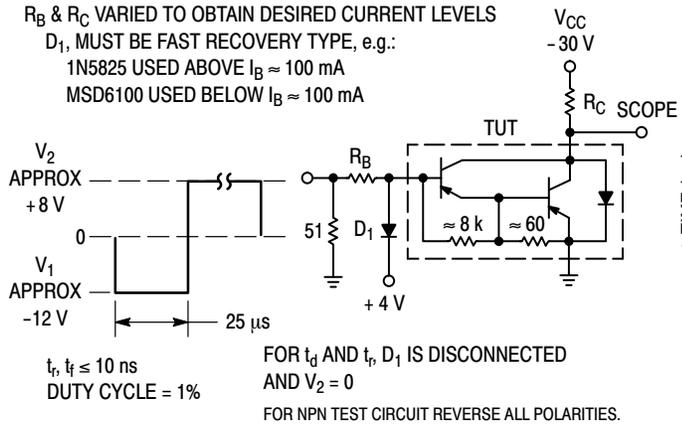 R_B & R_C VARIED TO OBTAIN DESIRED CURRENT LEVELS
D_1, MUST BE FAST RECOVERY TYPE, e.g.:
1N5825 USED ABOVE I_B ≈ 100 mA
MSD6100 USED BELOW I_B ≈ 100 mA
V_CC
- 30 V
R_C SCOPE
TUT
V_2
APPROX
+8 V
0
V_1
APPROX
-12 V
25 μs
R_B
51
D_1
+ 4 V
≈ 8 k
≈ 60
t_r, t_f ≤ 10 ns
DUTY CYCLE = 1%
FOR t_d AND t_r, D_1 IS DISCONNECTED
AND V_2 = 0
FOR NPN TEST CIRCUIT REVERSE ALL POLARITIES.